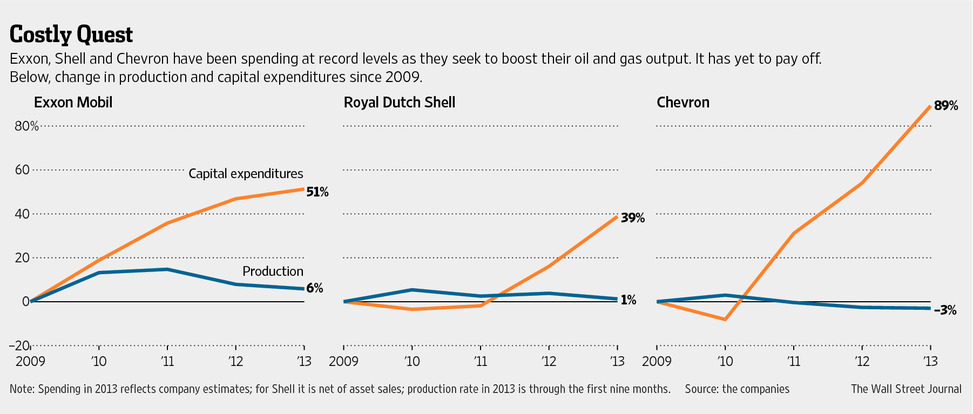 Costly Quest
Exxon, Shell and Chevron have been spending at record levels as they seek to boost their oil and gas output. It has yet to pay off.
Below, change in production and capital expenditures since 2009.
Exxon Mobil
80%
60
40
20
0
–20
Capital expenditures
51%
Production
6%
2009 ’10 ’11 ’12 ’13
Royal Dutch Shell
39%
1%
2009 ’10 ’11 ’12 ’13
Chevron
89%
–3%
2009 ’10 ’11 ’12 ’13
Note: Spending in 2013 reflects company estimates; for Shell it is net of asset sales; production rate in 2013 is through the first nine months. Source: the companies The Wall Street Journal